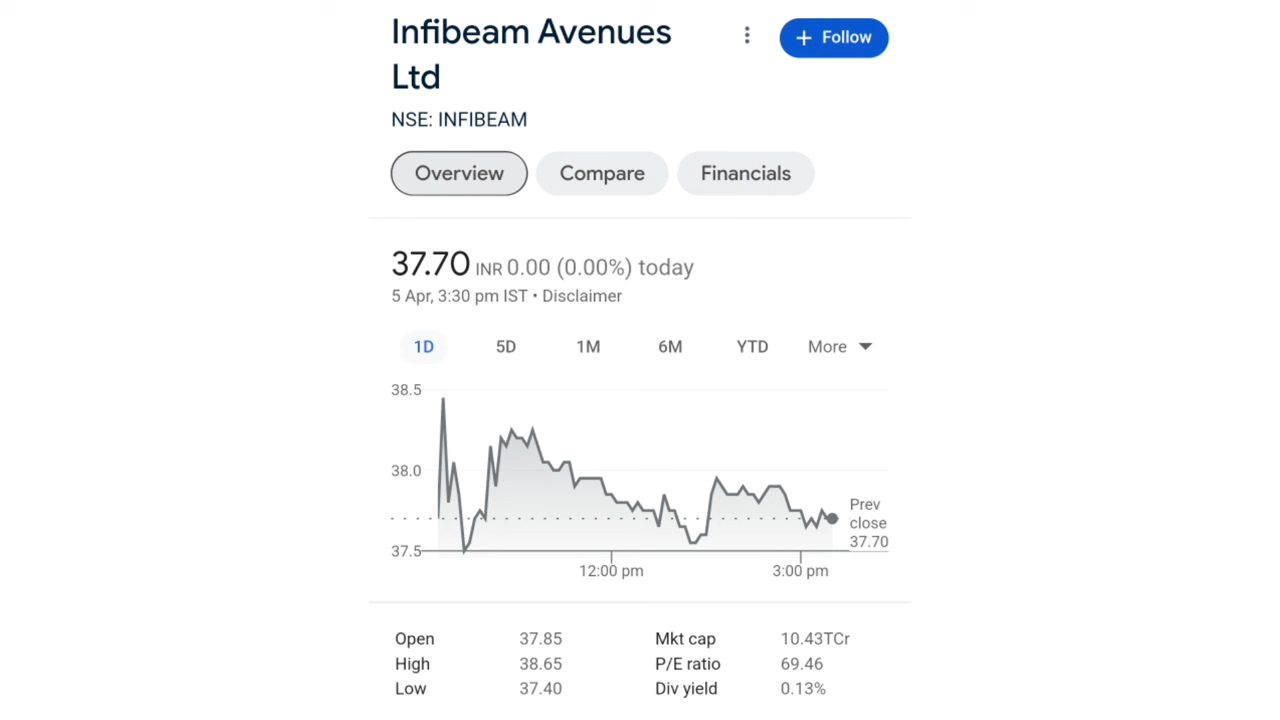 Infibeam Avenues
Ltd
+ Follow
NSE: INFIBEAM
Overview Compare Financials
37.70 INR 0.00 (0.00%) today
5 Apr, 3:30 pm IST • Disclaimer
1D 5D 1M 6M YTD More
38.5
38.0
Prev
close
37.70
37.5
12:00 pm 3:00 pm
Open 37.85 Mkt cap 10.43TCr
High 38.65 P/E ratio 69.46
Low 37.40 Div yield 0.13%